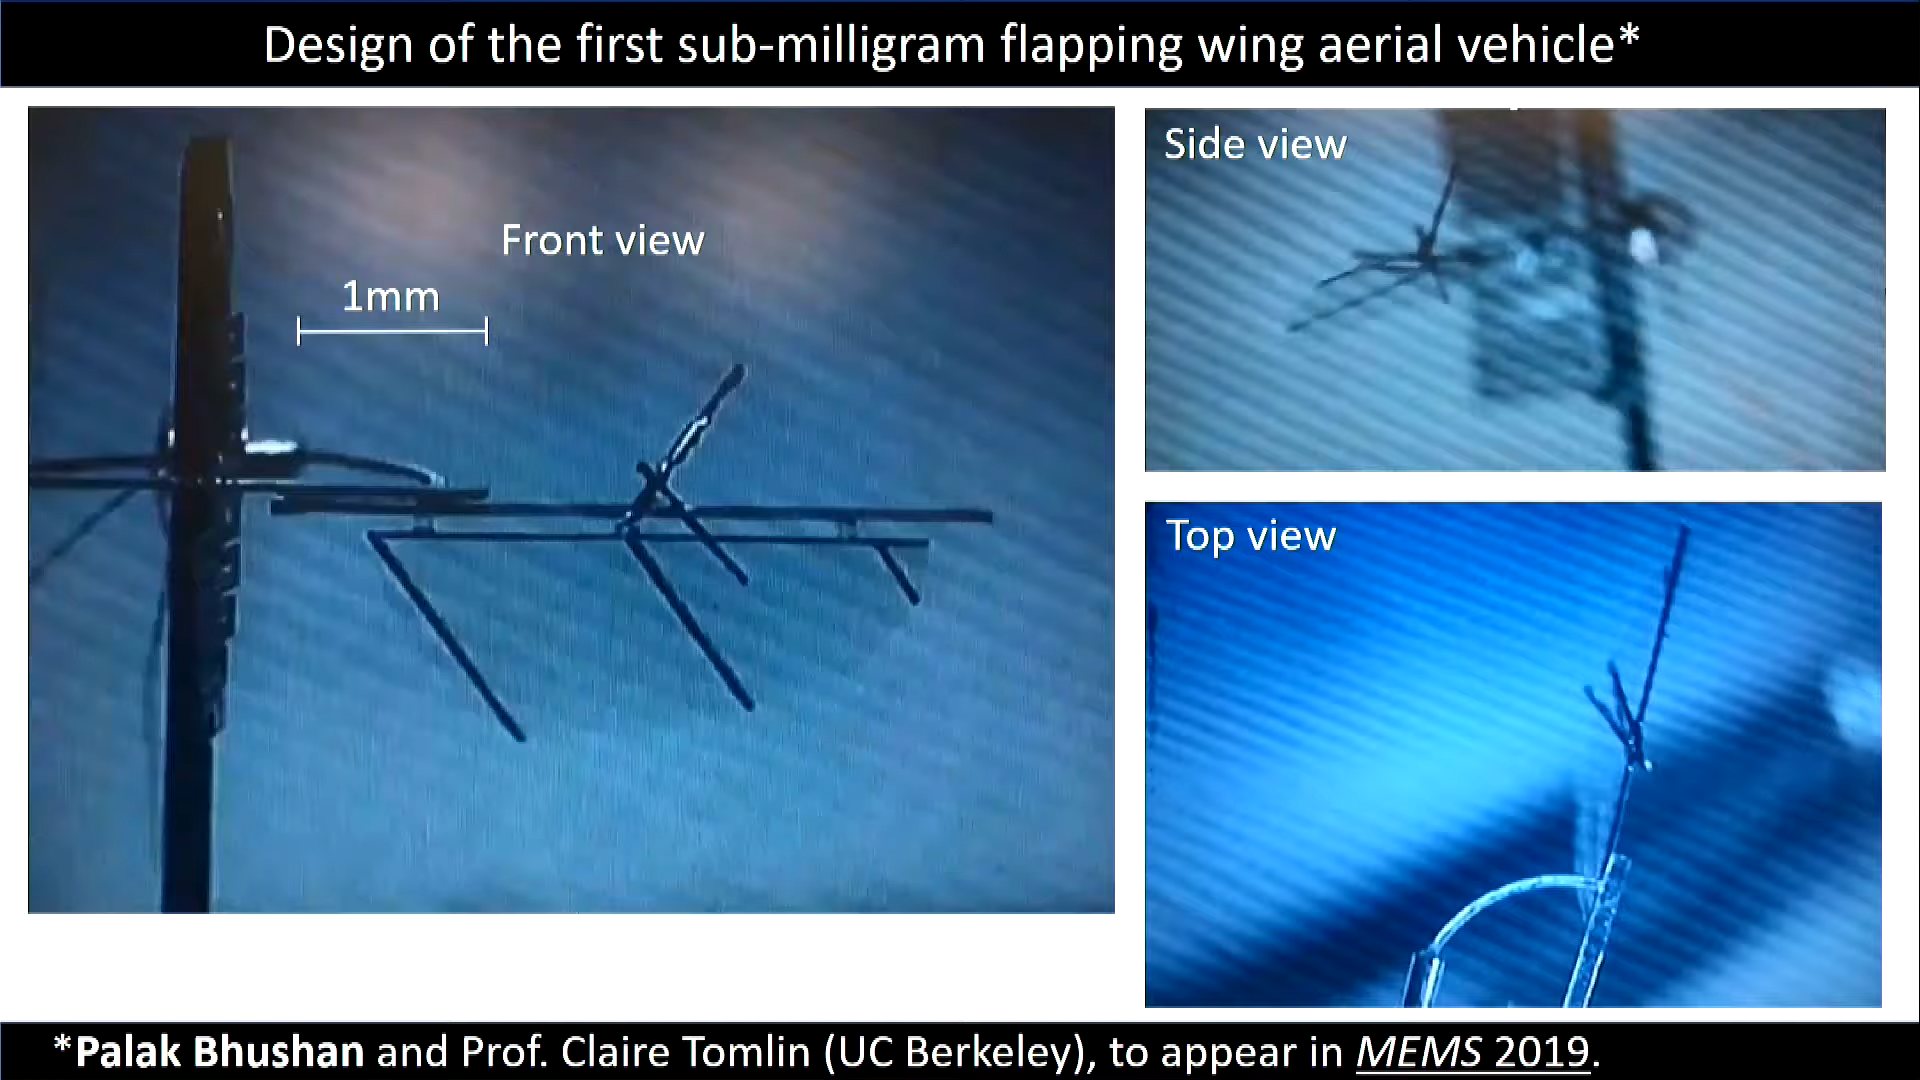 Design of the first sub-milligram flapping wing aerial vehicle*
Front view
1mm
Side view
Top view
*Palak Bhushan and Prof. Claire Tomlin (UC Berkeley), to appear in MEMS 2019.